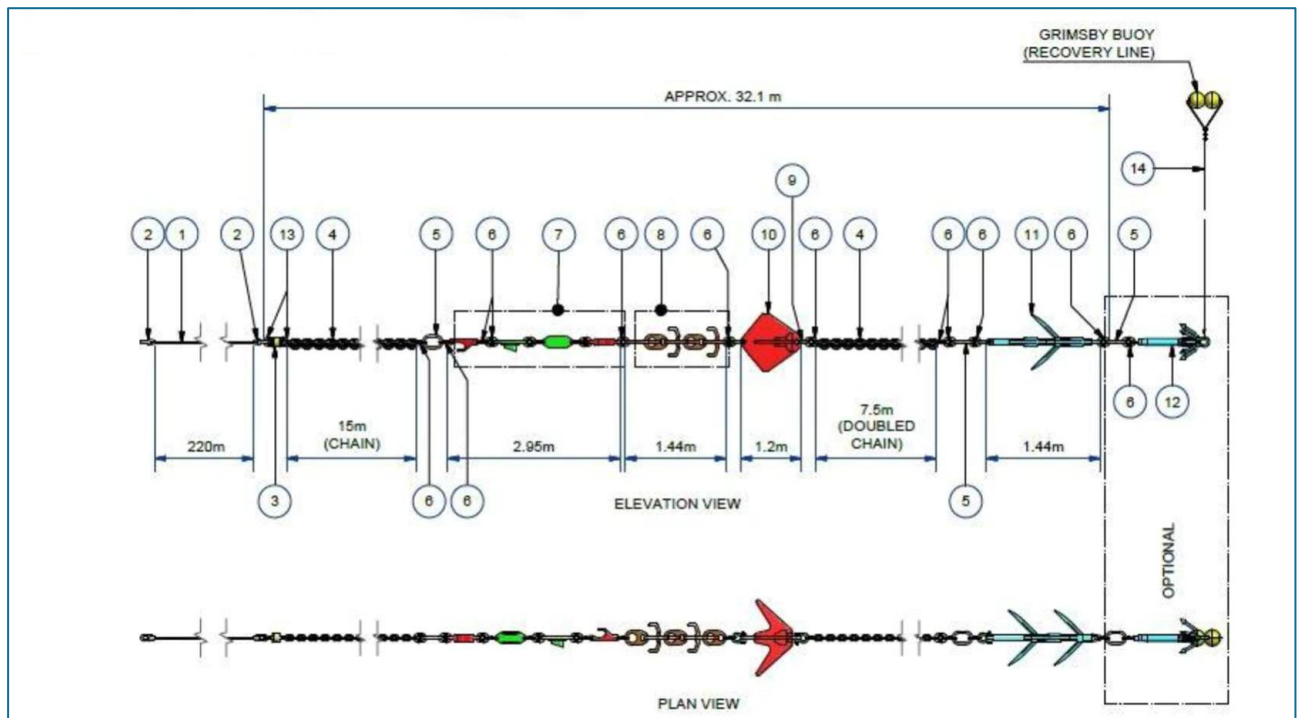 GRIMSBY BUOY
(RECOVERY LINE)
APPROX. 32.1 m
14
9
2 1 2 13 4 5 6 7 6 8 6 10 6 4 6 6 11 6 5
6 12
15m
(CHAIN)
7.5m
(DOUBLED
CHAIN)
220m 2.95m 1.44m 1.2m 1.44m
3 6 6 5
ELEVATION VIEW
OPTIONAL
PLAN VIEW